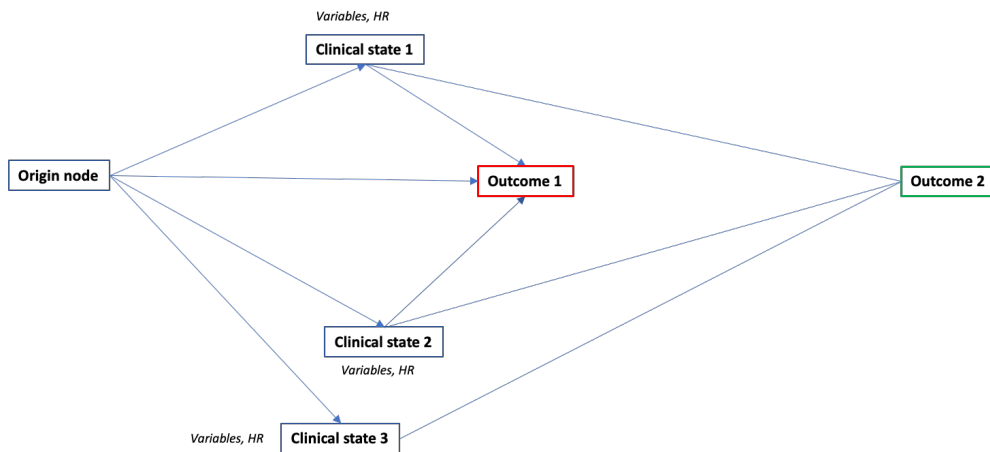 Variables, HR
Clinical state 1
Origin node
Outcome 1
Outcome 2
Clinical state 2
Variables, HR
Variables, HR
Clinical state 3